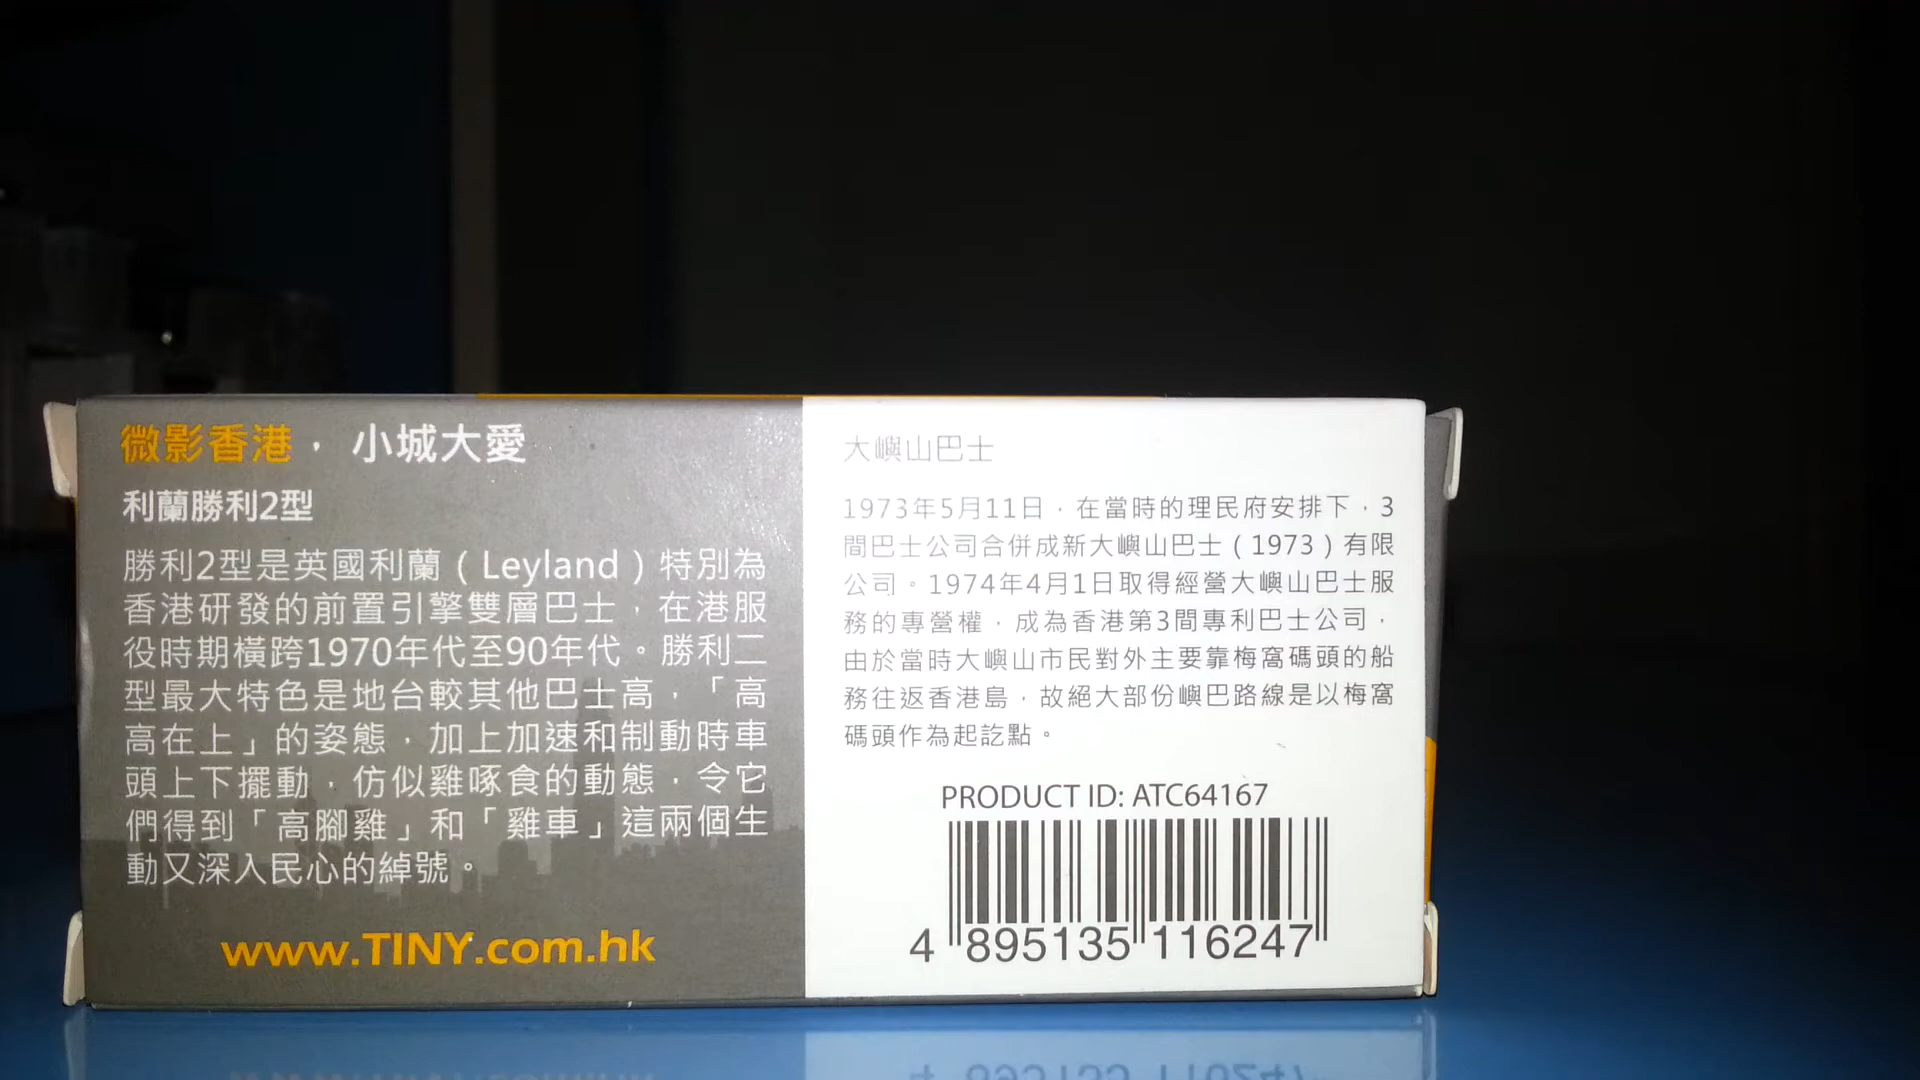 微影香港，小城大愛
利蘭勝利2型
勝利2型是英國利蘭（Leyland）特別為
香港研發的前置引擎雙層巴士，在港服
役時期橫跨1970年代至90年代。勝利二
型最大特色是地台較其他巴士高，「高
高在上」的姿態，加上加速和制動時車
頭上下擺動，仿似雞啄食的動態，令它
們得到「高腳雞」和「雞車」這兩個生
動又深入民心的綽號。
www.TINY.com.hk
大嶼山巴士
1973年5月11日，在當時的理民府安排下，3
間巴士公司合併成新大嶼山巴士（1973）有限
公司。1974年4月1日取得經營大嶼山巴士服
務的專營權，成為香港第3間專利巴士公司，
由於當時大嶼山市民對外主要靠梅窩碼頭的船
務往返香港島，故絕大部份嶼巴路線是以梅窩
碼頭作為起訖點。
PRODUCT ID: ATC64167
4 895135 116247